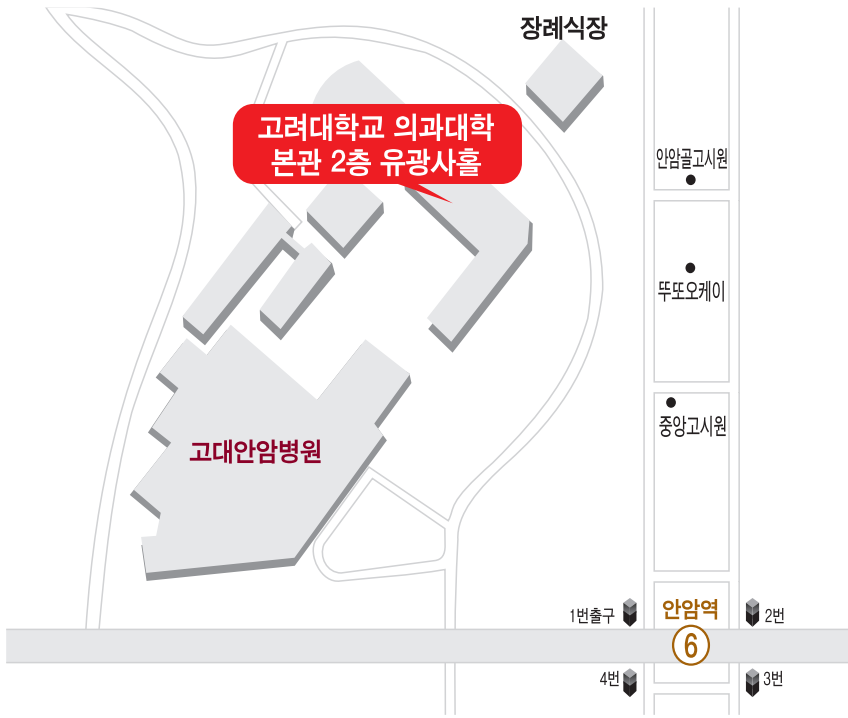 장례식장
고려대학교 의과대학
본관 2층 유광사홀
안암골고시원
뚜또오케이
중앙고시원
고대안암병원
1번출구
안암역
2번
6
4번
3번